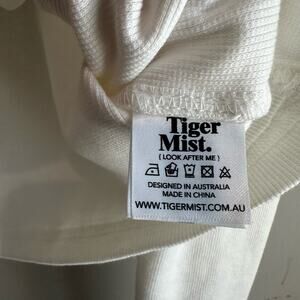 Tiger
Mist.
( LOOK AFTER ME )
DESIGNED IN AUSTRALIA
MADE IN CHINA
WWW.TIGERMIST.COM.AU